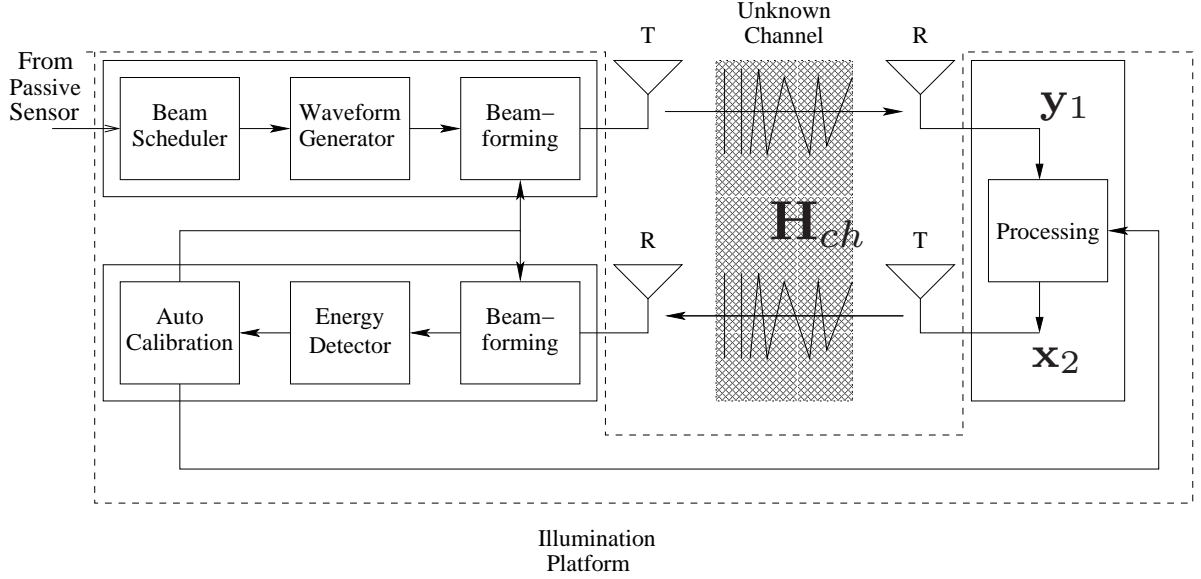 Unknown
Channel
T
R
From
Passive
Sensor
Beam
Scheduler
Waveform
Generator
Beam–
forming
y1
H_ch
Processing
R
T
Auto
Calibration
Energy
Detector
Beam–
forming
x2
Illumination
Platform